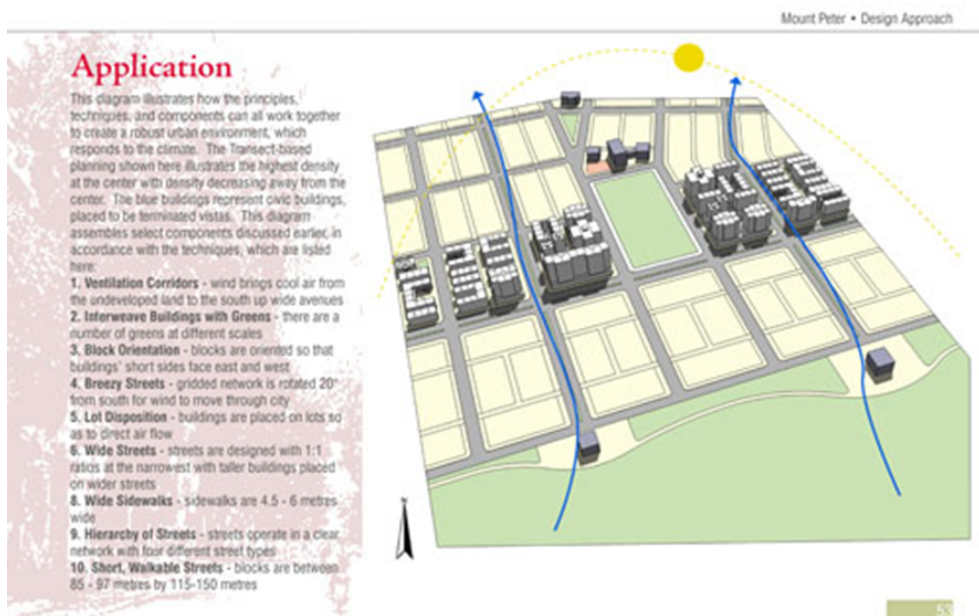 Mount Peter • Design Approach
Application
This diagram illustrates how the principles,
techniques, and components can all work together
to create a robust urban environment, which
responds to the climate. The Transect-based
planning shown here illustrates the highest density
at the center with density decreasing away from the
center. The blue buildings represent civic buildings,
placed to be terminated vistas. This diagram
assembles select components discussed earlier, in
accordance with the techniques, which are listed
here:
1. Ventilation Corridors - wind brings cool air from
the undeveloped land to the south up wide avenues
2. Interweave Buildings with Greens - there are a
number of greens at different scales
3. Block Orientation - blocks are oriented so that
buildings' short sides face east and west
4. Breezy Streets - gridded network is rotated 20°
from south for wind to move through city
5. Lot Disposition - buildings are placed on lots so
as to direct air flow
6. Wide Streets - streets are designed with 1:1
ratios at the narrowest with taller buildings placed
on wider streets
8. Wide Sidewalks - sidewalks are 4.5 - 6 metres
wide
9. Hierarchy of Streets - streets operate in a clear
network with four different street types
10. Short, Walkable Streets - blocks are between
85 - 97 metres by 115-150 metres
53